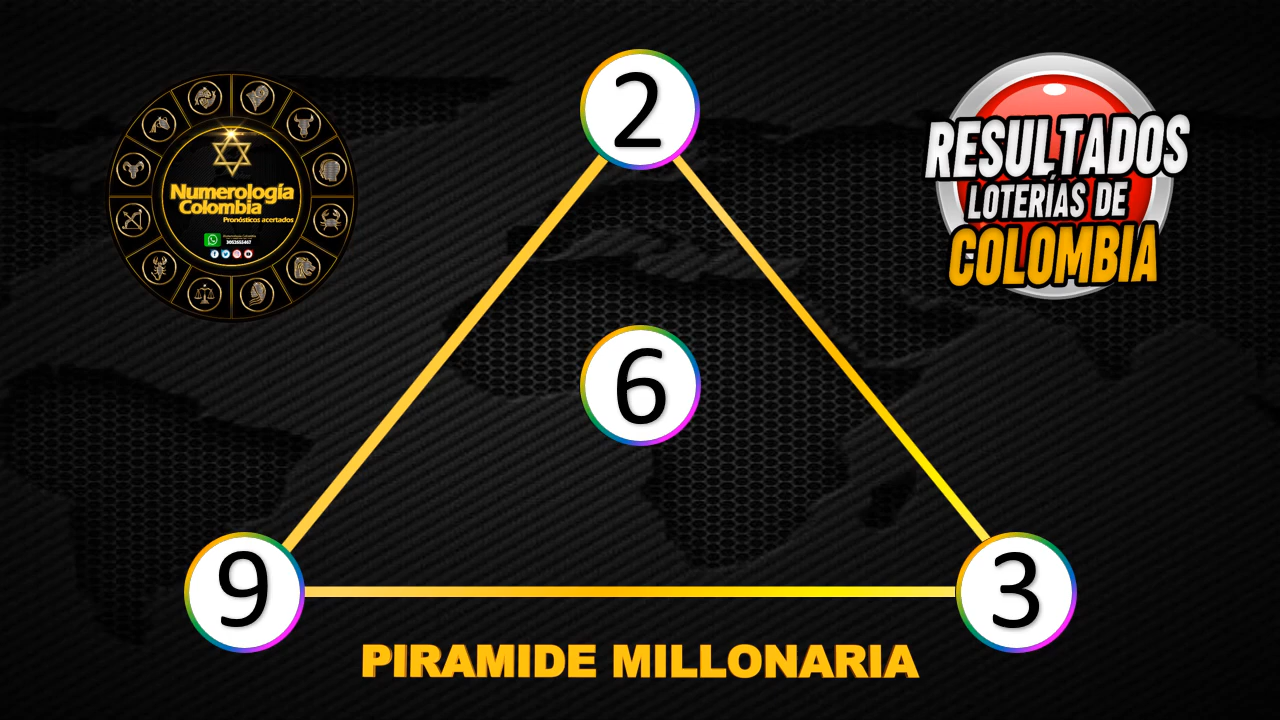 2
Numerología
Colombia
Pronósticos acertados
RESULTADOS
LOTERÍAS DE
COLOMBIA
6
9
3
PIRAMIDE MILLONARIA